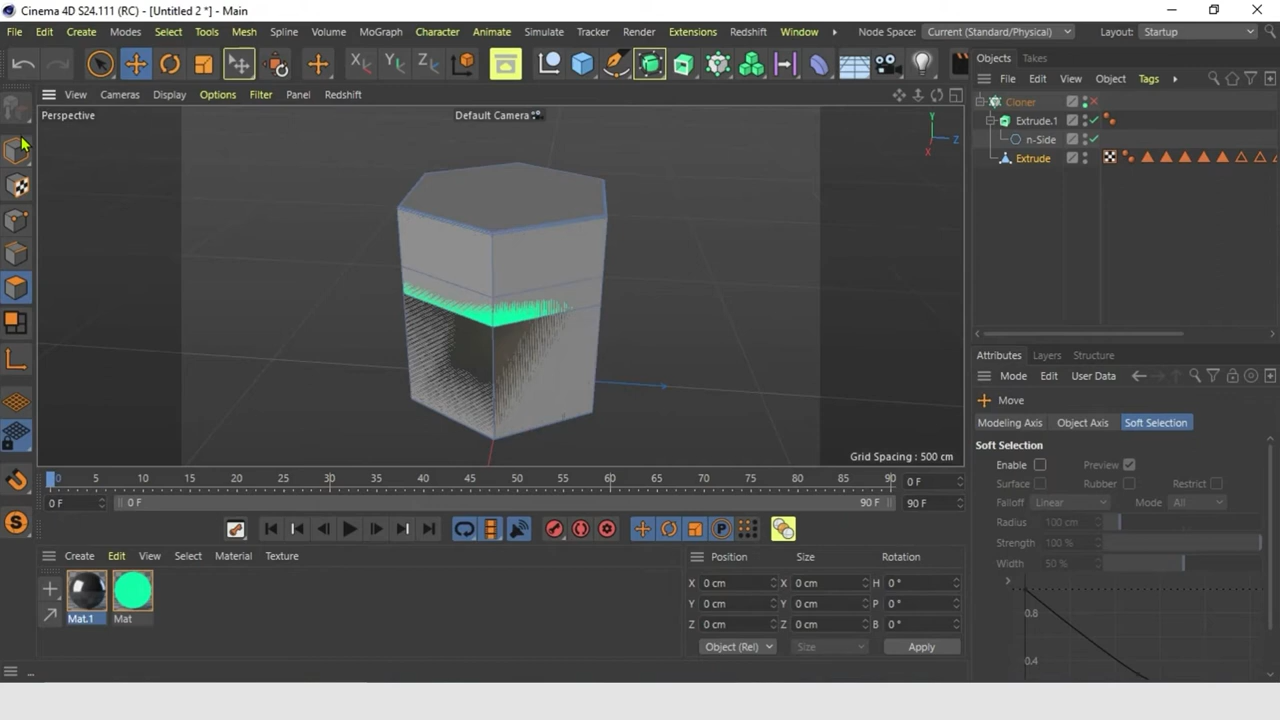 Cinema 4D S24.111 (RC) - [Untitled 2 *] - Main
File Edit Create Modes Select Tools Mesh Spline Volume MoGraph Character Animate Simulate Tracker Render Extensions Redshift Window Node Space: Current (Standard/Physical) Layout: Startup
X Y Z
Objects Takes
File Edit View Object Tags
View Cameras Display Options Filter Panel Redshift
Perspective
Default Camera
Y
Z
X
Cloner
Extrude.1
n-Side
Extrude
Attributes Layers Structure
Mode Edit User Data
Move
Modeling Axis Object Axis Soft Selection
Soft Selection
Enable Preview
Surface Rubber Restrict
Falloff Linear Mode All
Radius 100 cm
Strength 100 %
Width 50 %
0.8
0.4
Grid Spacing : 500 cm
0 5 10 15 20 25 30 35 40 45 50 55 60 65 70 75 80 85 90 0 F
0 F 0 F 90 F 90 F
P
S
Create Edit View Select Material Texture
Mat.1 Mat
Position Size Rotation
X 0 cm X 0 cm H 0 °
Y 0 cm Y 0 cm P 0 °
Z 0 cm Z 0 cm B 0 °
Object (Rel) Size Apply
...